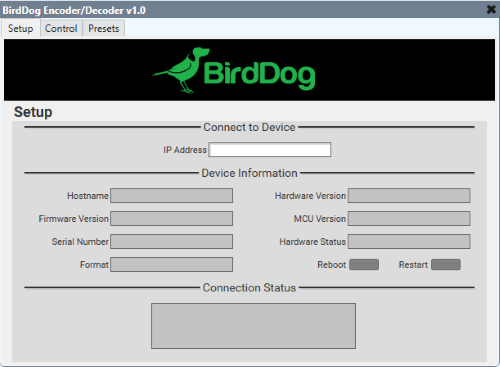 BirdDog Encoder/Decoder v1.0
Setup Control Presets
BirdDog
Setup
Connect to Device
IP Address
Device Information
Hostname Hardware Version
Firmware Version MCU Version
Serial Number Hardware Status
Format Reboot Restart
Connection Status